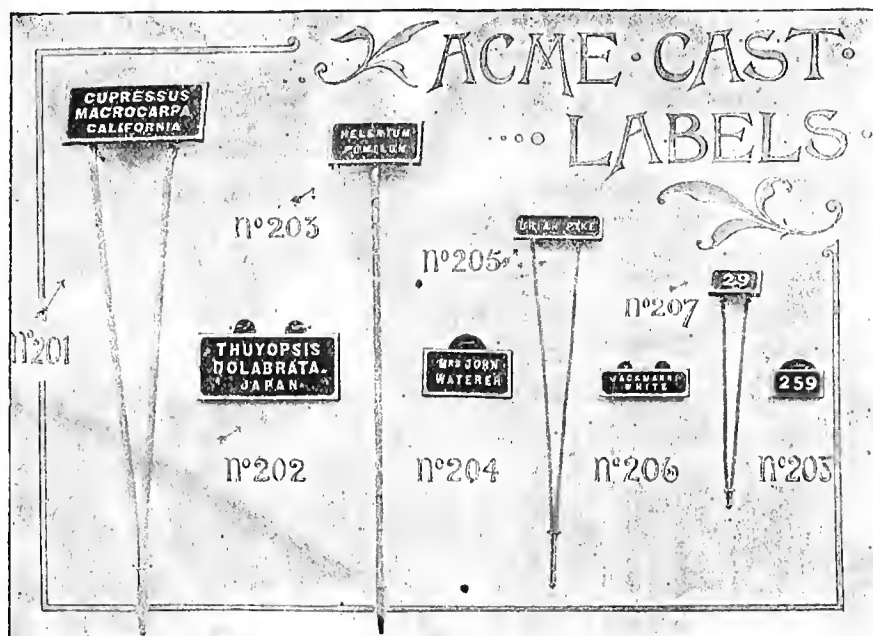 ACME · CAST ·
LABELS
CUPRESSUS
MACROCARPA
CALIFORNIA
HELENIUM
PUMILUM
Nº203
URIAH PIKE
Nº205
29
Nº207
Nº201
THUYOPSIS
DOLABRATA
JAPAN
MRS JOHN
WATERER
JACKMANNI
WHITE
259
Nº202
Nº204
Nº206
Nº203